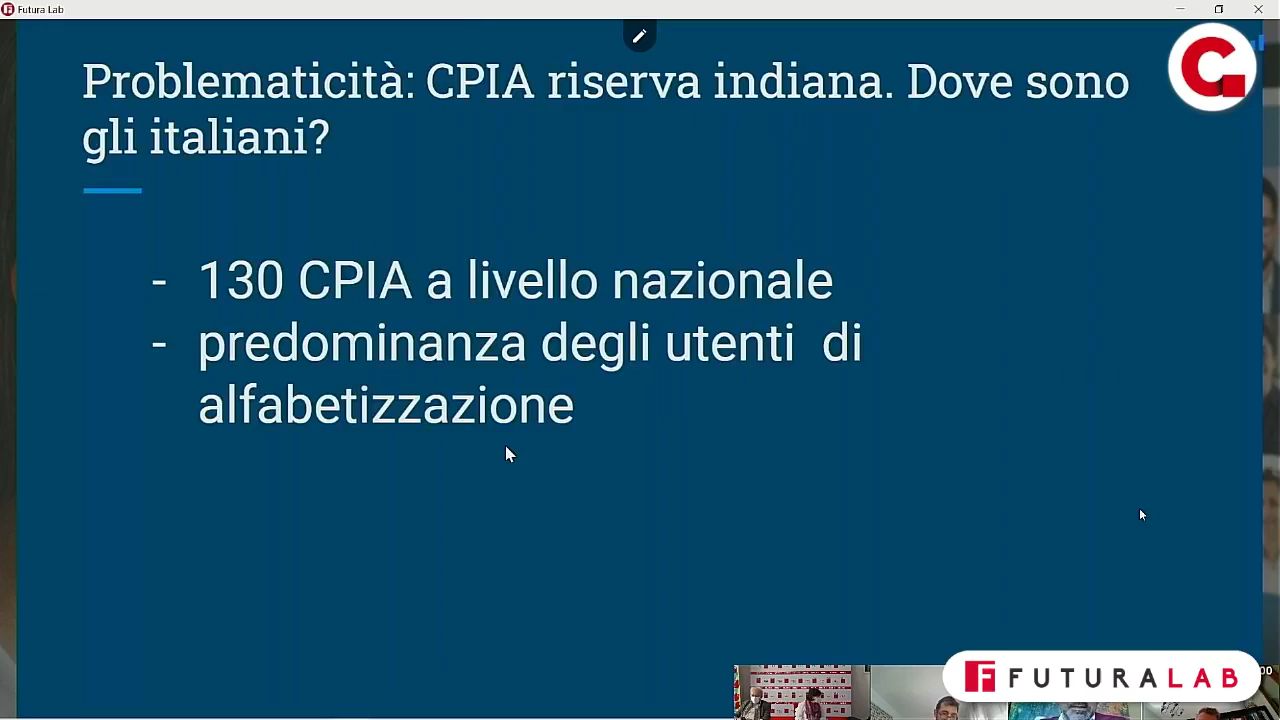 Futura Lab
Problematicità: CPIA riserva indiana. Dove sono
gli italiani?
- 130 CPIA a livello nazionale
- predominanza degli utenti di
alfabetizzazione
FUTURALAB